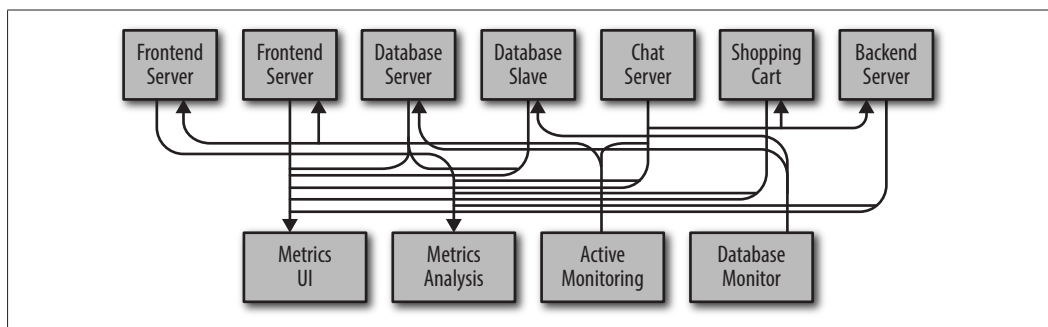 Frontend
Server
Frontend
Server
Database
Server
Database
Slave
Chat
Server
Shopping
Cart
Backend
Server
Metrics
UI
Metrics
Analysis
Active
Monitoring
Database
Monitor